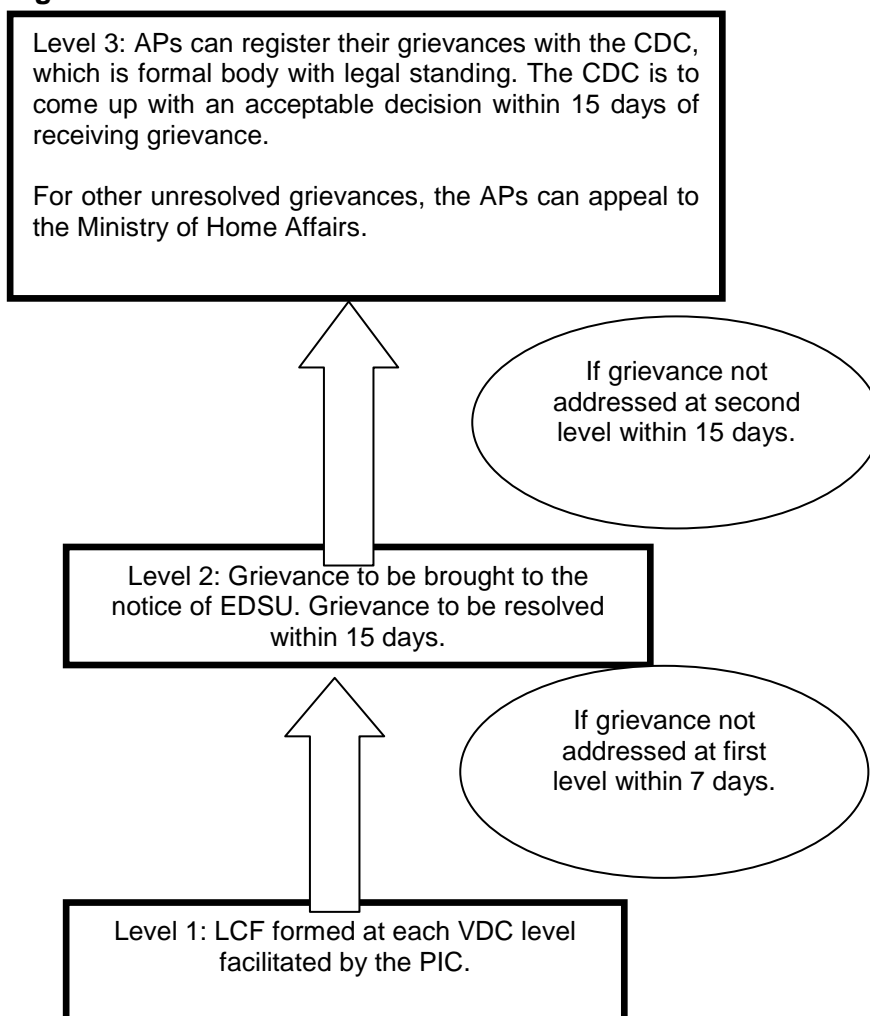 Level 3: APs can register their grievances with the CDC,
which is formal body with legal standing. The CDC is to
come up with an acceptable decision within 15 days of
receiving grievance.
For other unresolved grievances, the APs can appeal to
the Ministry of Home Affairs.
If grievance not
addressed at second
level within 15 days.
Level 2: Grievance to be brought to the
notice of EDSU. Grievance to be resolved
within 15 days.
If grievance not
addressed at first
level within 7 days.
Level 1: LCF formed at each VDC level
facilitated by the PIC.